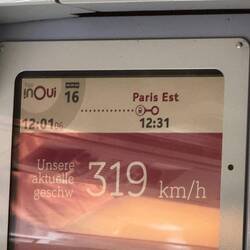 inOui
16
Paris Est
12:01
12:31
Unsere
aktuelle
geschw
319 km/h